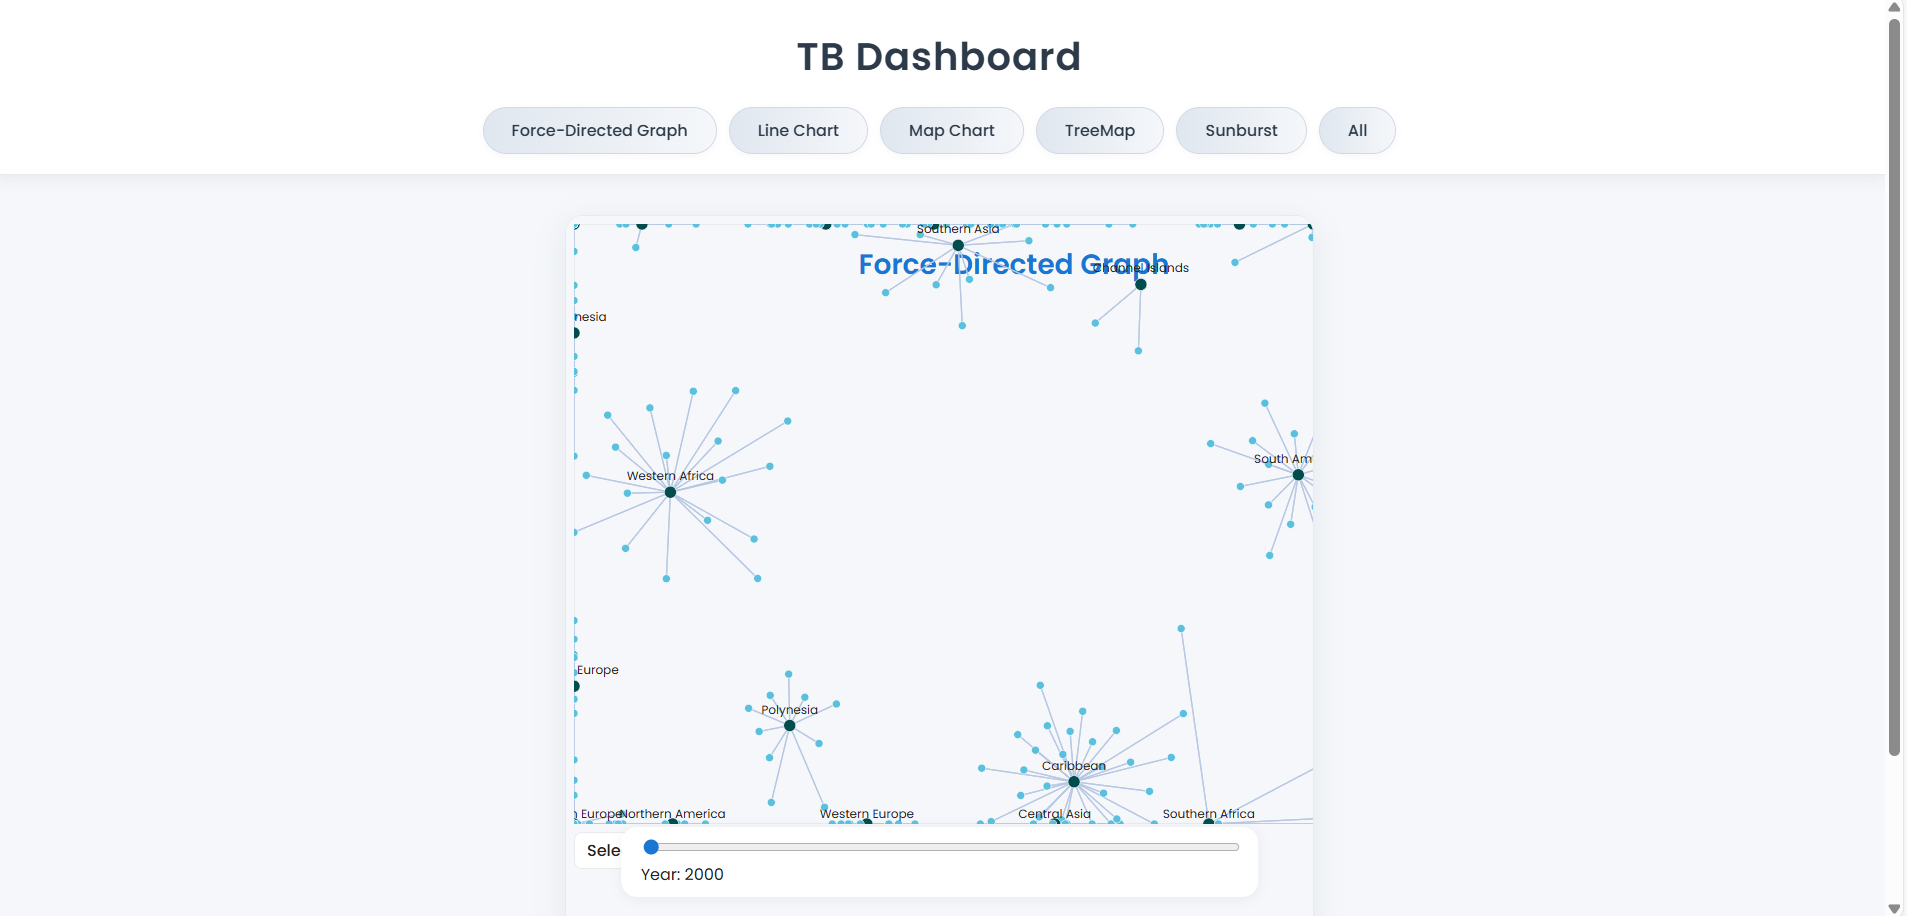 TB Dashboard
Force-Directed Graph Line Chart Map Chart TreeMap Sunburst All
Southern Asia
Force-Directed Graph
Channel Islands
nesia
South Am
Western Africa
Europe
Polynesia
Caribbean
Europe Northern America Western Europe Central Asia Southern Africa
Sele
Year: 2000